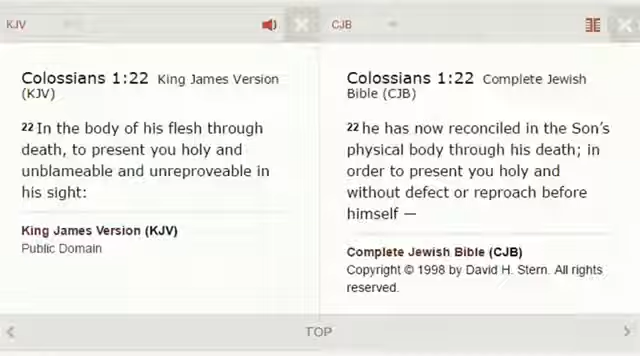 KJV
CJB
Colossians 1:22 King James Version
(KJV)
22 In the body of his flesh through
death, to present you holy and
unblameable and unreproveable in
his sight:
King James Version (KJV)
Public Domain
Colossians 1:22 Complete Jewish
Bible (CJB)
22 he has now reconciled in the Son's
physical body through his death; in
order to present you holy and
without defect or reproach before
himself —
Complete Jewish Bible (CJB)
Copyright © 1998 by David H. Stern. All rights
reserved.
TOP